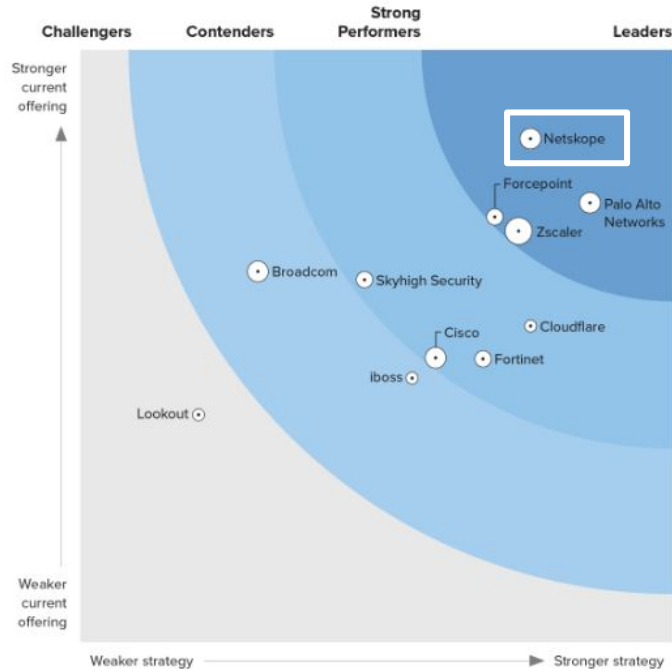 Challengers
Contenders
Strong
Performers
Leaders
Stronger
current
offering
Netskope
Forcepoint
Palo Alto
Networks
Zscaler
Broadcom
Skyhigh Security
Cloudflare
Cisco
Fortinet
iboss
Lookout
Weaker
current
offering
Weaker strategy
Stronger strategy